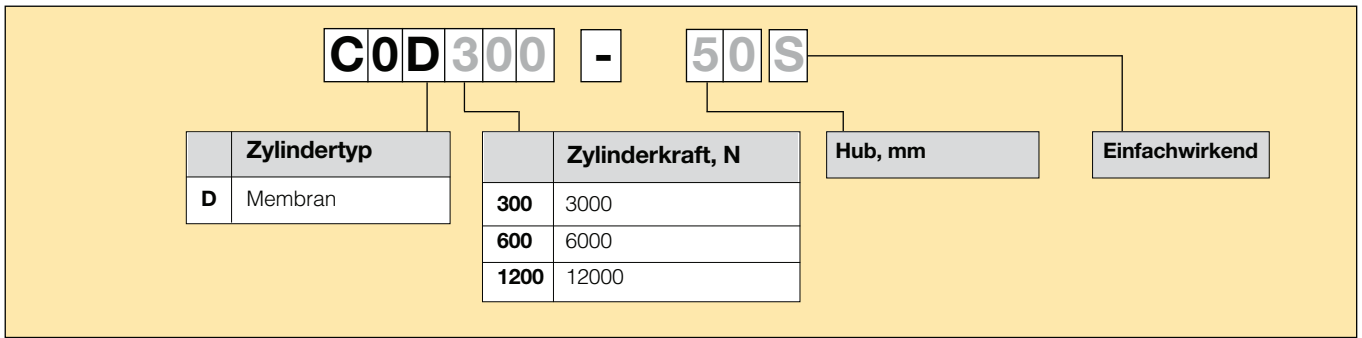 C0D300 - 50S
Zylindertyp
D Membran
Zylinderkraft, N
300 3000
600 6000
1200 12000
Hub, mm
Einfachwirkend